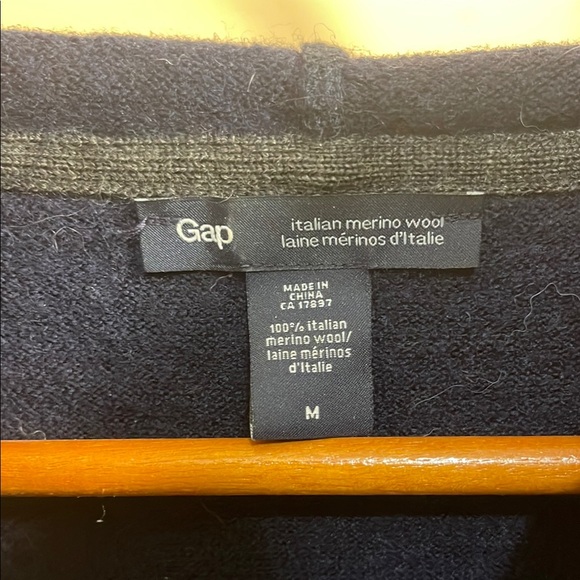 Gap
italian merino wool
laine mérinos d'Italie
MADE IN
CHINA
CA 17897
100% italian
merino wool/
laine mérinos
d'Italie
M